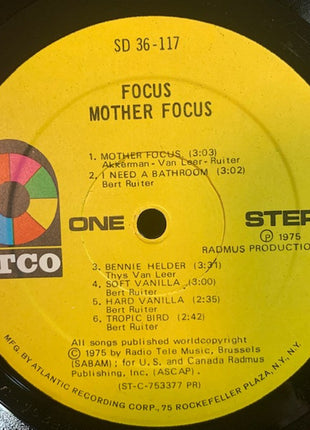 SD 36-117
FOCUS
MOTHER FOCUS
1. MOTHER FOCUS (3:03)
Akkerman-Van Leer-Ruiter
2. I NEED A BATHROOM (3:02)
Bert Ruiter
ONE
STER
℗ 1975
RADMUS PRODUCTION
TCO
3. BENNIE HELDER (3:31)
Thys Van Leer
4. SOFT VANILLA (3:00)
Bert Ruiter
5. HARD VANILLA (2:35)
Bert Ruiter
6. TROPIC BIRD (2:42)
Bert Ruiter
All songs published worldcopyright
© 1975 by Radio Tele Music, Brussels
(SABAM); for U.S. and Canada Radmus
Publishing, Inc. (ASCAP).
(ST-C-753377 PR)
MFG BY ATLANTIC RECORDING CORP., 75 ROCKEFELLER PLAZA, N.Y., N.Y.